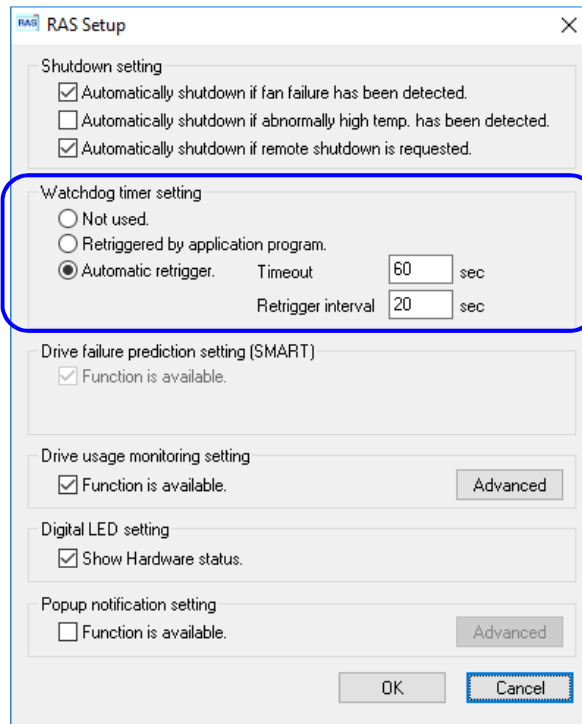 RAS RAS Setup
Shutdown setting
Automatically shutdown if fan failure has been detected.
Automatically shutdown if abnormally high temp. has been detected.
Automatically shutdown if remote shutdown is requested.
Watchdog timer setting
Not used.
Retriggered by application program.
Automatic retrigger. Timeout 60 sec
Retrigger interval 20 sec
Drive failure prediction setting (SMART)
Function is available.
Drive usage monitoring setting
Function is available. Advanced
Digital LED setting
Show Hardware status.
Popup notification setting
Function is available. Advanced
OK Cancel